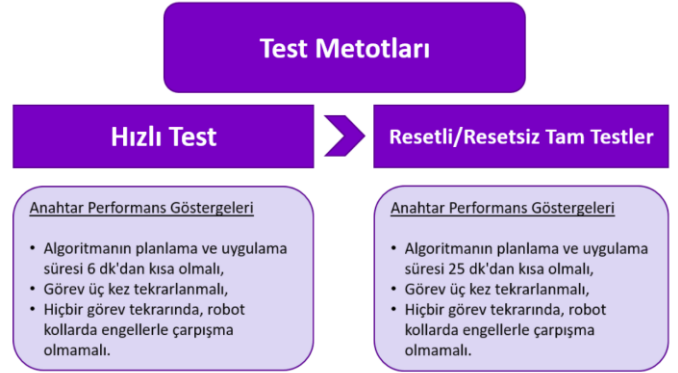 Test Metotları
Hızlı Test
Resetli/Resetsiz Tam Testler
Anahtar Performans Göstergeleri
• Algoritmanın planlama ve uygulama
süresi 6 dk'dan kısa olmalı,
• Görev üç kez tekrarlanmalı,
• Hiçbir görev tekrarında, robot
kollarda engellerle çarpışma
olmamalı.
Anahtar Performans Göstergeleri
• Algoritmanın planlama ve uygulama
süresi 25 dk'dan kısa olmalı,
• Görev üç kez tekrarlanmalı,
• Hiçbir görev tekrarında, robot
kollarda engellerle çarpışma
olmamalı.